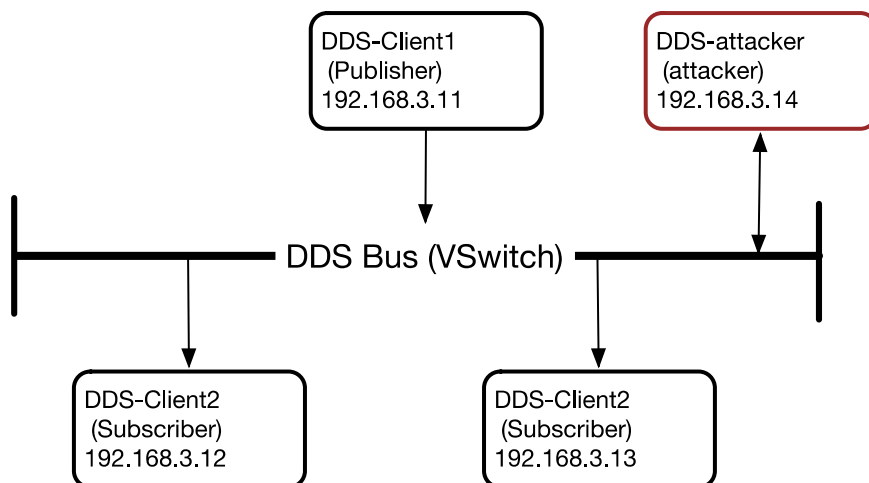 DDS-Client1
(Publisher)
192.168.3.11
DDS-attacker
(attacker)
192.168.3.14
DDS Bus (VSwitch)
DDS-Client2
(Subscriber)
192.168.3.12
DDS-Client2
(Subscriber)
192.168.3.13